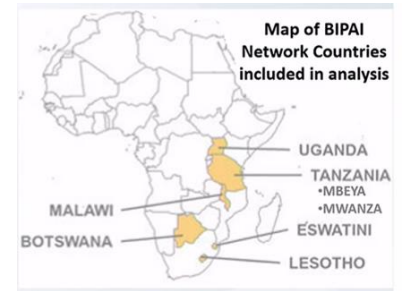 Map of BIPAI
Network Countries
included in analysis
UGANDA
TANZANIA
•MBEYA
•MWANZA
MALAWI
ESWATINI
BOTSWANA
LESOTHO